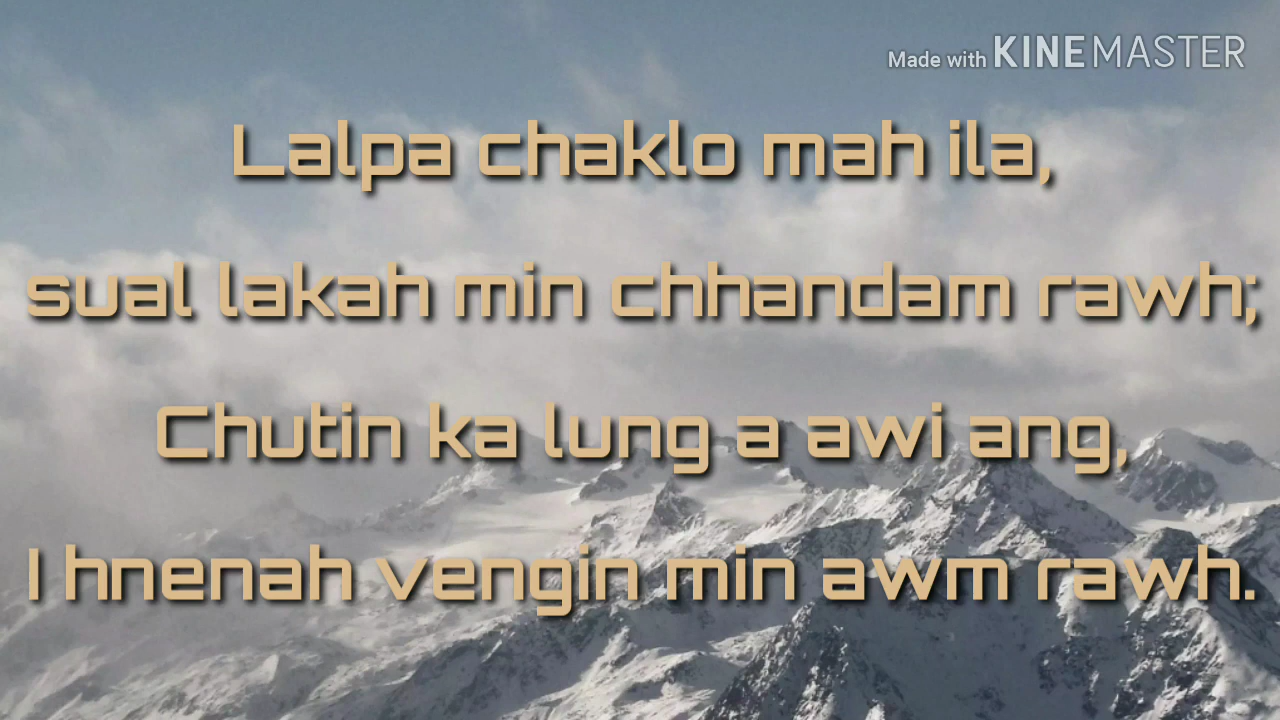 Made with KINEMASTER
Lalpa chaklo mah ila,
sual lakah min chhandam rawh;
Chutin ka lung a awi ang,
I hnenah vengin min awm rawh.